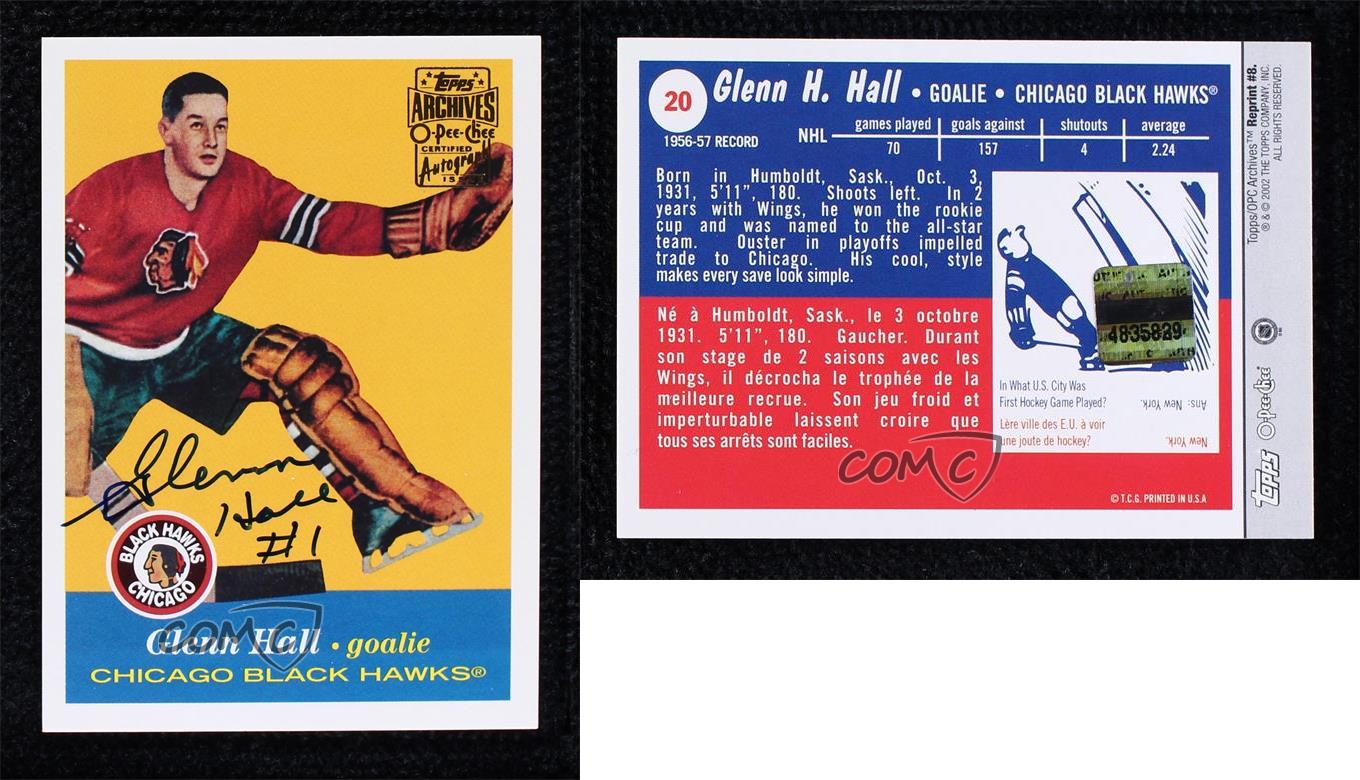 Topps
ARCHIVES
O-Pee-Chee
CERTIFIED
Autograph
ISSUE
Glenn
Hall
#1
BLACK HAWKS
CHICAGO
COMC
Glenn Hall • goalie
CHICAGO BLACK HAWKS®
20
Glenn H. Hall • GOALIE • CHICAGO BLACK HAWKS®
games played goals against shutouts average
1956-57 RECORD NHL 70 157 4 2.24
Born in Humboldt, Sask., Oct. 3,
1931, 5'11", 180. Shoots left. In 2
years with Wings, he won the rookie
cup and was named to the all-star
team. Ouster in playoffs impelled
trade to Chicago. His cool, style
makes every save look simple.
Né à Humboldt, Sask., le 3 octobre
1931. 5'11", 180. Gaucher. Durant
son stage de 2 saisons avec les
Wings, il décrocha le trophée de la
meilleure recrue. Son jeu froid et
imperturbable laissent croire que
tous ses arrêts sont faciles.
4835829
In What U.S. City Was
First Hockey Game Played?
Ans: New York.
Lère ville des E.U. à voir
une joute de hockey?
New York.
COMC
© T.C.G. PRINTED IN U.S.A
Topps/OPC Archives™ Reprint #8.
® & © 2002 THE TOPPS COMPANY, INC.
ALL RIGHTS RESERVED.
O-Pee-Chee®
Topps